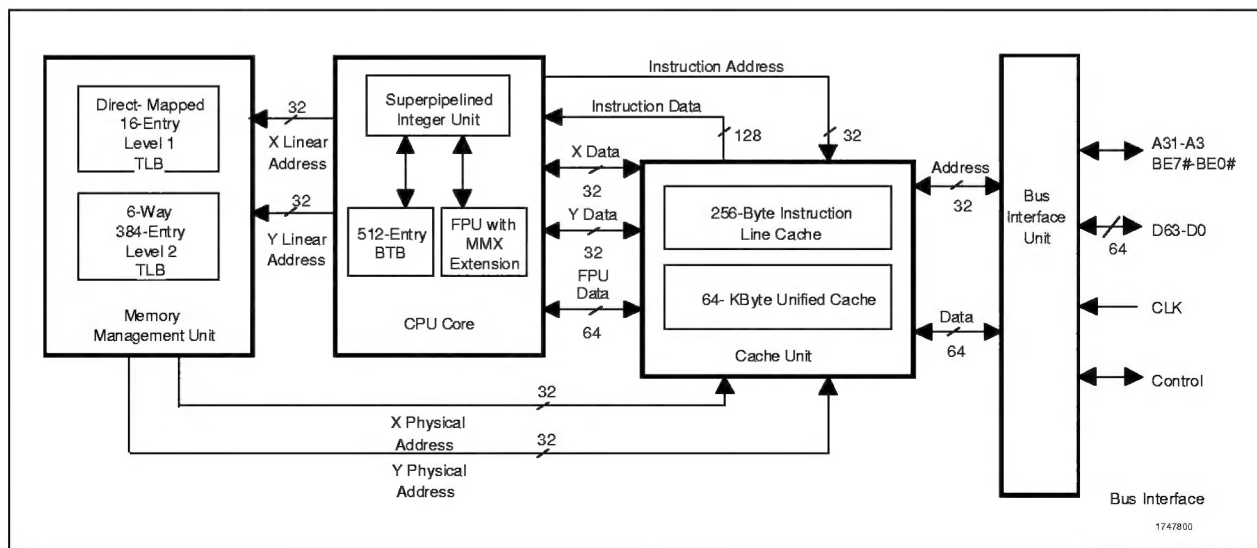 Direct- Mapped
16-Entry
Level 1
TLB
6-Way
384-Entry
Level 2
TLB
Memory
Management Unit
32
X Linear
Address
32
Y Linear
Address
Superpipelined
Integer Unit
512-Entry
BTB
FPU with
MMX
Extension
CPU Core
Instruction Address
32
Instruction Data
128
X Data
32
Y Data
32
FPU
Data
64
256-Byte Instruction
Line Cache
64- KByte Unified Cache
Cache Unit
Address
32
Data
64
Bus
Interface
Unit
A31-A3
BE7#-BE0#
D63-D0
64
CLK
Control
32
X Physical
Address
32
Y Physical
Address
Bus Interface
1747800